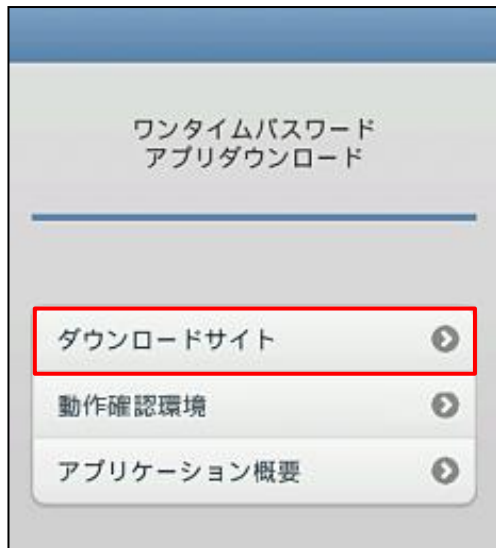 ワンタイムパスワード
アプリダウンロード
ダウンロードサイト
動作確認環境
アプリケーション概要